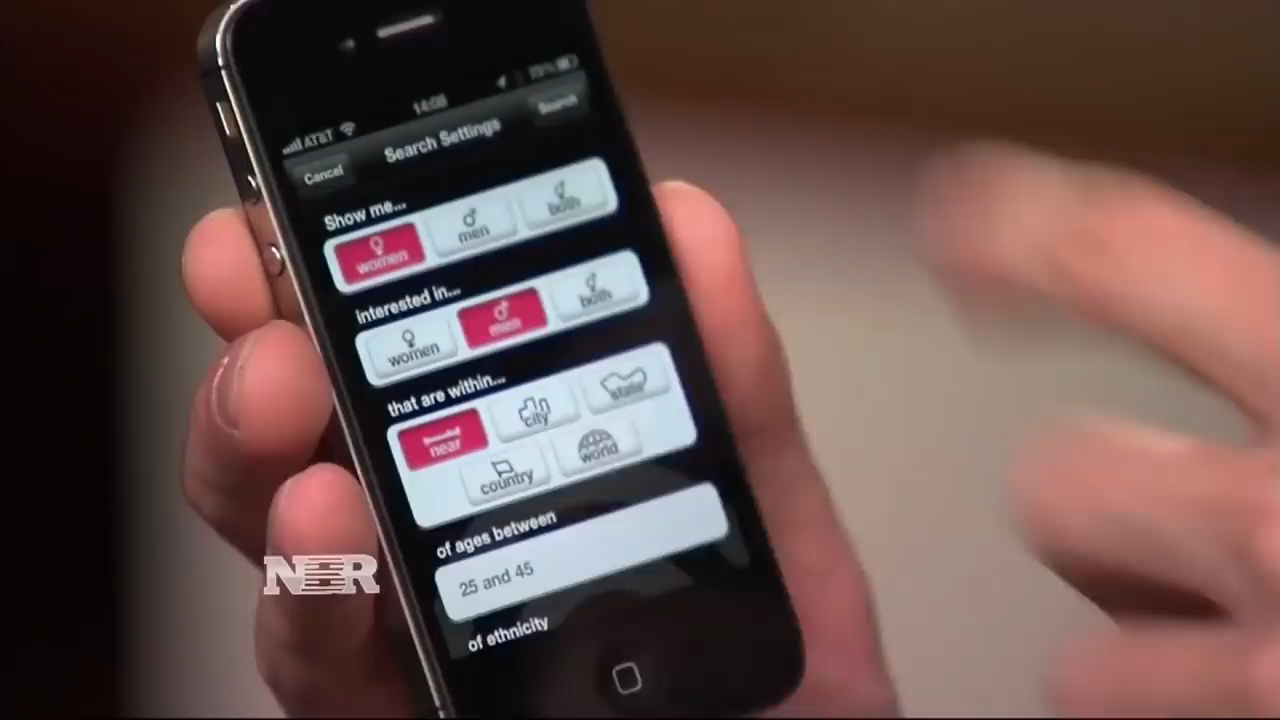 AT&T
14:08
Cancel
Search Settings
Search
Show me...
women
men
both
interested in...
women
men
both
that are within...
near
city
state
country
world
of ages between
25 and 45
of ethnicity